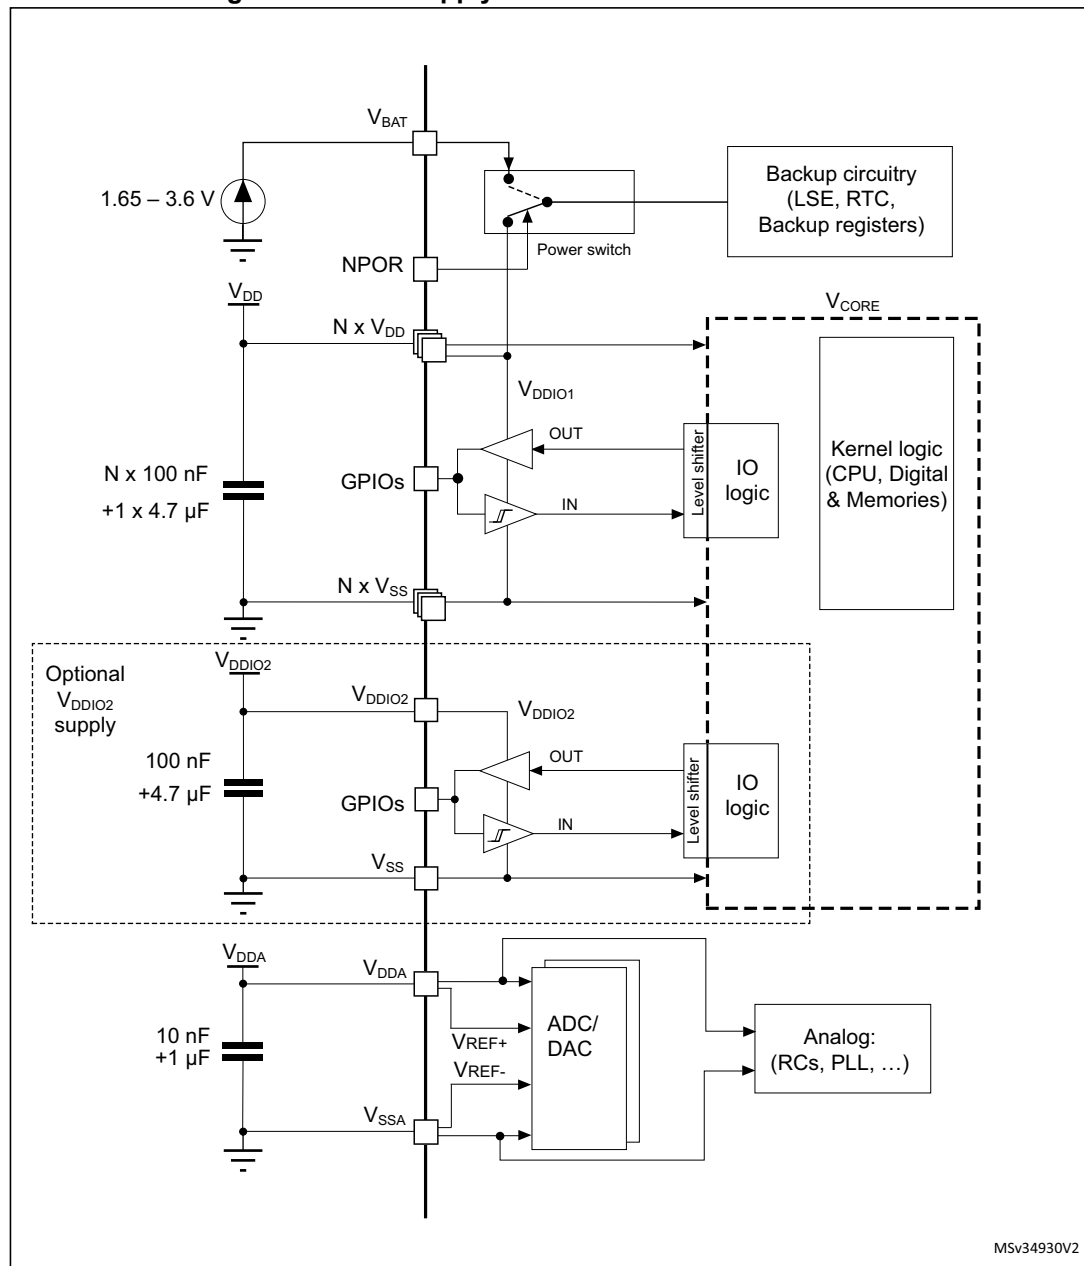 VBAT
1.65 – 3.6 V
Backup circuitry
(LSE, RTC,
Backup registers)
Power switch
NPOR
VDD
N x VDD
VCORE
VDDIO1
OUT
Level shifter
IO
logic
Kernel logic
(CPU, Digital
& Memories)
N x 100 nF
+1 x 4.7 µF
GPIOs
IN
N x VSS
Optional
VDDIO2
supply
VDDIO2
VDDIO2
VDDIO2
100 nF
+4.7 µF
OUT
Level shifter
IO
logic
GPIOs
IN
VSS
VDDA
VDDA
10 nF
+1 µF
VREF+
VREF-
ADC/
DAC
Analog:
(RCs, PLL, …)
VSSA
MSv34930V2